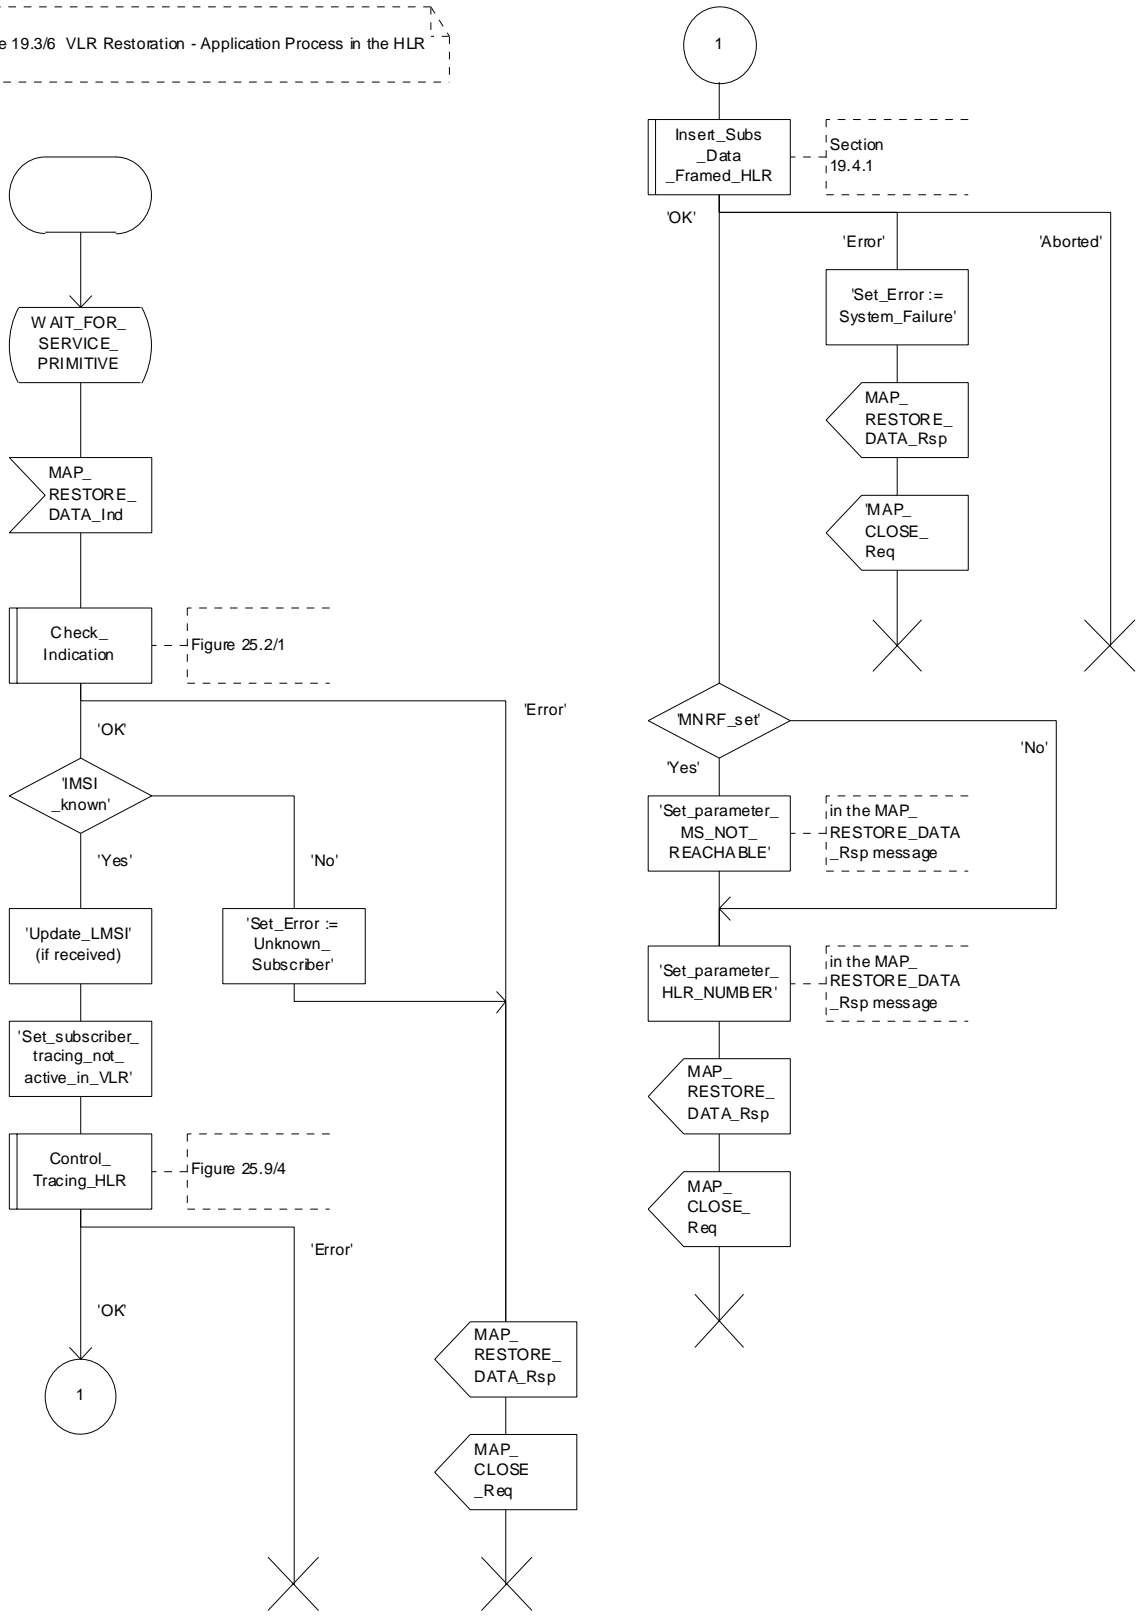 e 19.3/6 VLR Restoration - Application Process in the HLR
WAIT_FOR_
SERVICE_
PRIMITIVE
MAP_
RESTORE_
DATA_Ind
Check_
Indication
Figure 25.2/1
'Error'
'OK'
'IMSI
_known'
'Yes'
'No'
'Update_LMSI'
(if received)
'Set_Error :=
Unknown_
Subscriber'
'Set_subscriber_
tracing_not_
active_in_VLR'
Control_
Tracing_HLR
Figure 25.9/4
'Error'
'OK'
1
MAP_
RESTORE_
DATA_Rsp
MAP_
CLOSE
_Req
1
Insert_Subs
_Data
_Framed_HLR
Section
19.4.1
'OK'
'Error'
'Aborted'
'Set_Error :=
System_Failure'
MAP_
RESTORE_
DATA_Rsp
'MAP_
CLOSE_
Req
'MNRF_set'
'No'
'Yes'
'Set_parameter_
MS_NOT_
REACHABLE'
in the MAP_
RESTORE_DATA
_Rsp message
'Set_parameter_
HLR_NUMBER'
in the MAP_
RESTORE_DATA
_Rsp message
MAP_
RESTORE_
DATA_Rsp
MAP_
CLOSE_
Req